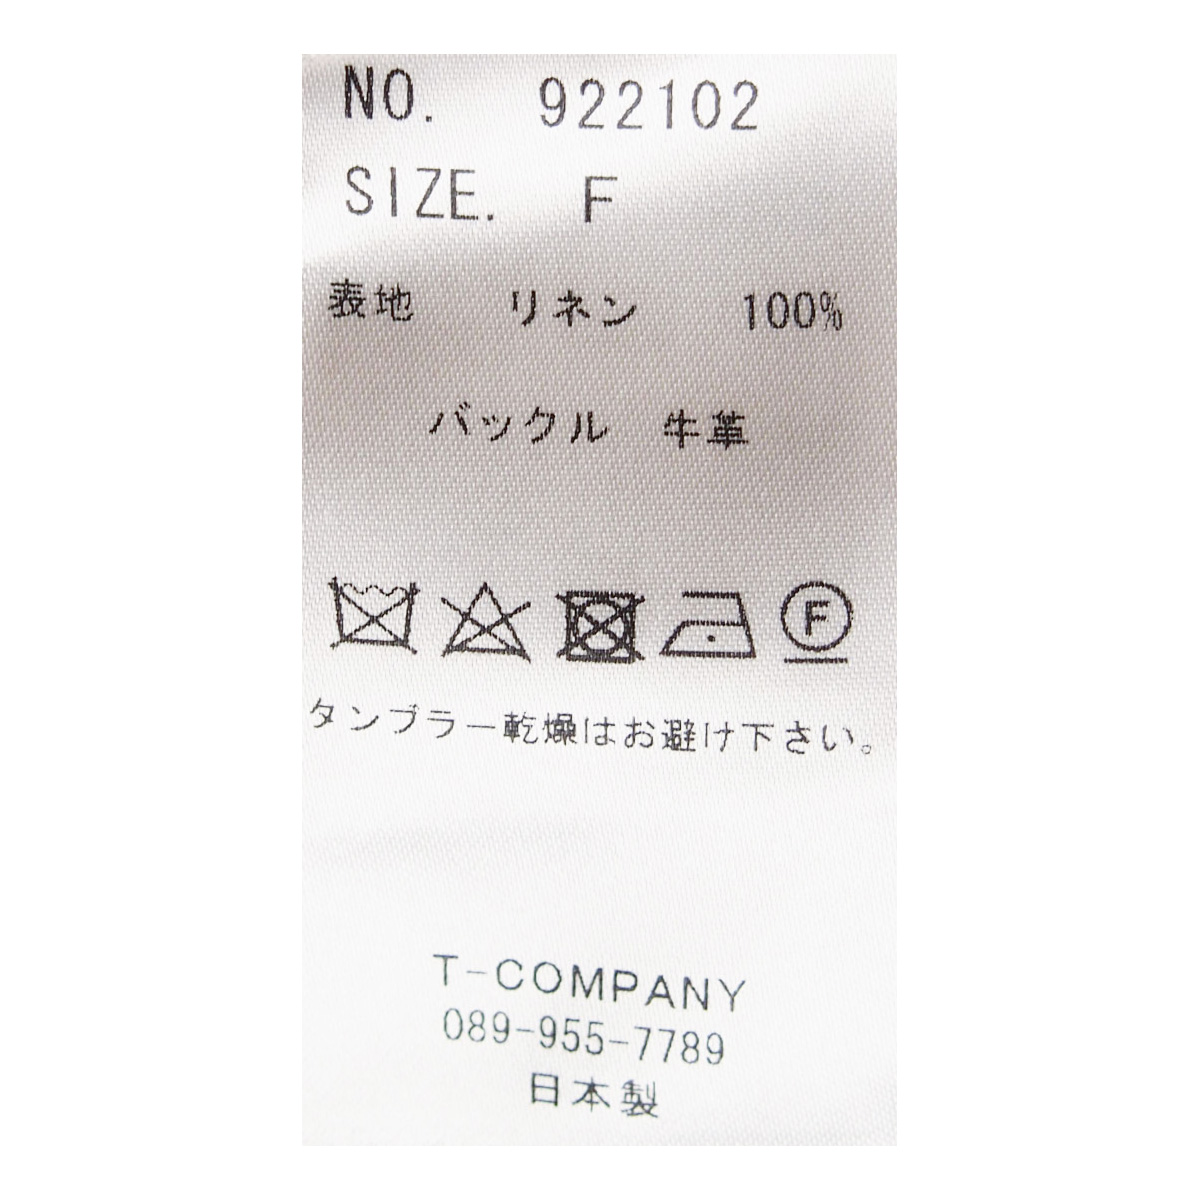 NO. 922102
SIZE. F
表地 リネン 100%
バックル 牛革
F
タンブラー乾燥はお避け下さい。
T-COMPANY
089-955-7789
日本製